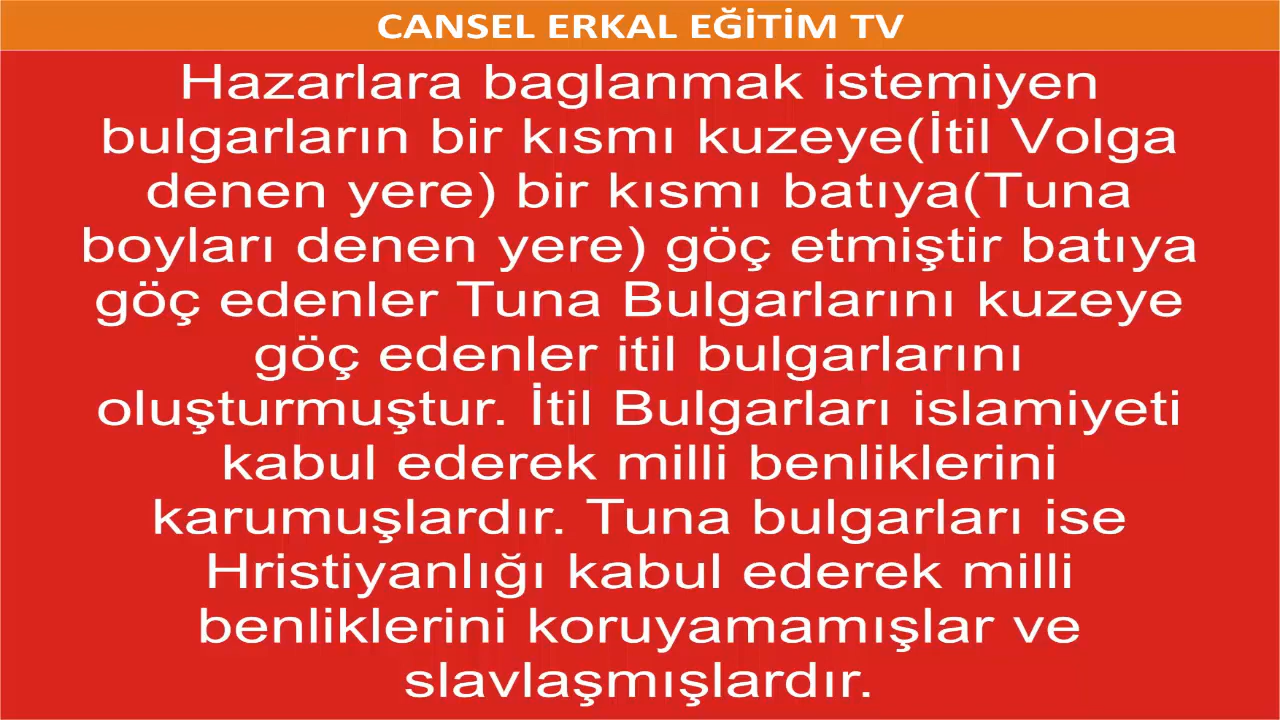 CANSEL ERKAL EĞİTİM TV
Hazarlara baglanmak istemiyen
bulgarların bir kısmı kuzeye(İtil Volga
denen yere) bir kısmı batıya(Tuna
boyları denen yere) göç etmiştir batıya
göç edenler Tuna Bulgarlarını kuzeye
göç edenler itil bulgarlarını
oluşturmuştur. İtil Bulgarları islamiyeti
kabul ederek milli benliklerini
karumuşlardır. Tuna bulgarları ise
Hristiyanlığı kabul ederek milli
benliklerini koruyamamışlar ve
slavlaşmışlardır.